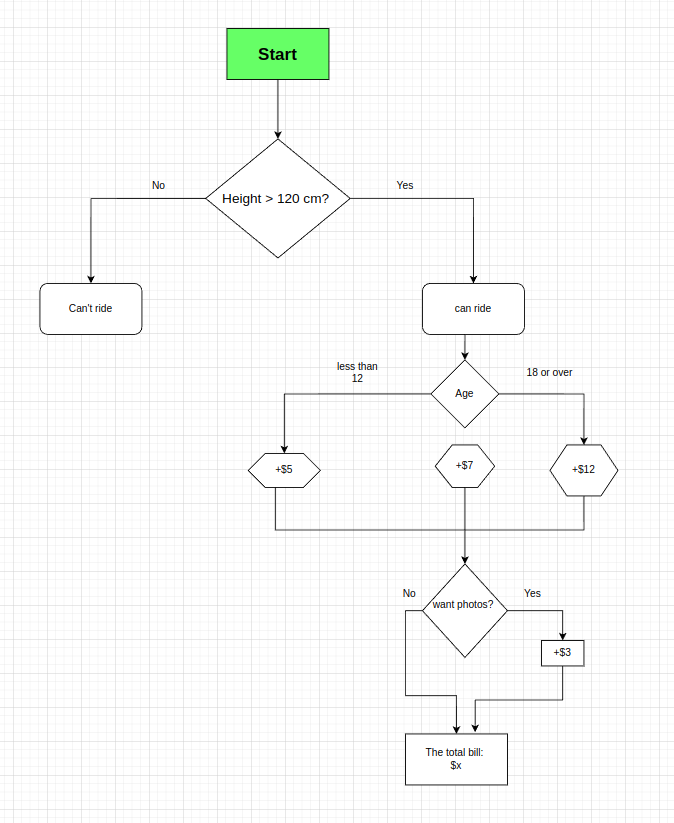 Start
No
Yes
Height > 120 cm?
Can't ride
can ride
less than
12
18 or over
Age
+$5
+$7
+$12
No
Yes
want photos?
+$3
The total bill:
$x